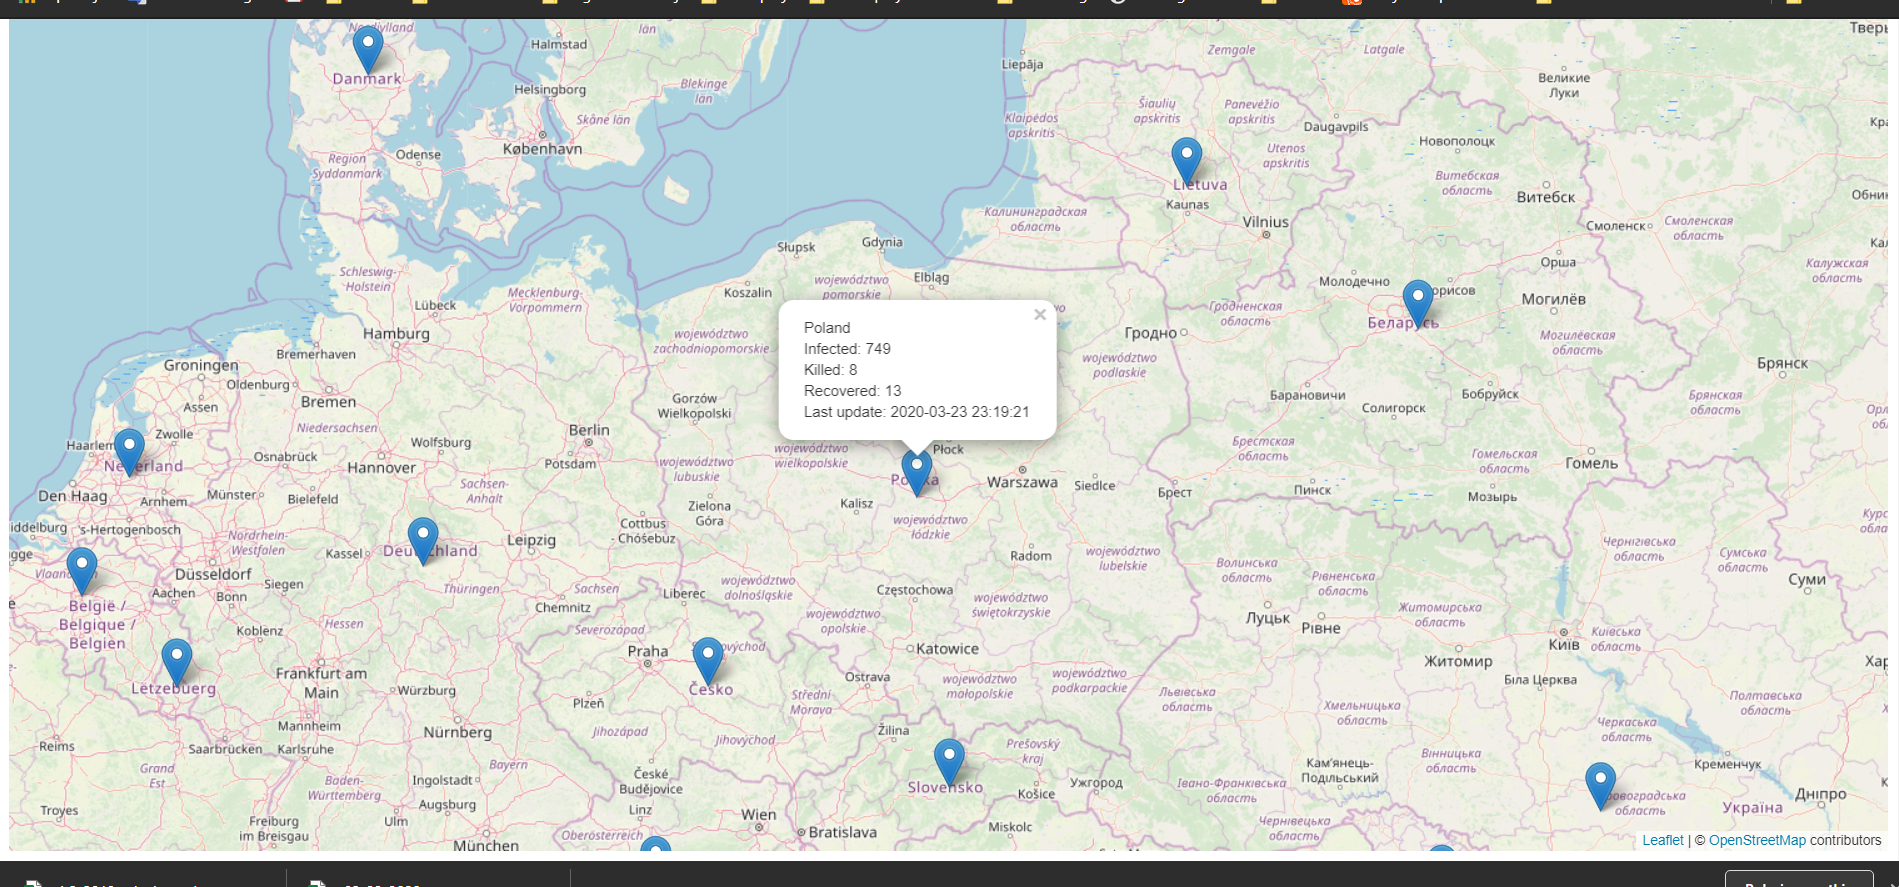 Nordjylland
Danmark
Halmstad
län
Helsingborg
Blekinge
län
Skåne län
København
Odense
Region
Syddanmark
Liepāja
Zemgale
Latgale
Тверь
Великие
Луки
Klaipėdos
apskritis
Šiaulių
apskritis
Panevėžio
apskritis
Daugavpils
Utenos
apskritis
Новополоцк
Витебская
область
Витебск
Lietuva
Kaunas
Vilnius
Смоленск
Смоленская
область
Калининградская
область
Słupsk
Gdynia
Elbląg
Koszalin
województwo
pomorskie
Schleswig-
Holstein
Lübeck
Mecklenburg-
Vorpommern
Hamburg
Bremerhaven
Groningen
Oldenburg
Bremen
Assen
województwo
zachodniopomorskie
Poland
Infected: 749
Killed: 8
Recovered: 13
Last update: 2020-03-23 23:19:21
×
Гродно
Гродненская
область
Молодечно
Орша
Могилёв
Калужская
область
Беларусь
Могилевская
область
Брянск
województwo
podlaskie
Барановичи
Бобруйск
Солигорск
Брянская
область
Gorzów
Wielkopolski
Niedersachsen
Berlin
Potsdam
Wolfsburg
Hannover
Osnabrück
Zwolle
Haarlem
Nederland
Den Haag
Arnhem
Münster
Bielefeld
Sachsen-
Anhalt
województwo
lubuskie
województwo
wielkopolskie
Płock
Warszawa
Siedlce
Брест
Брестская
область
Пинск
Гомельская
область
Гомель
Мозырь
Polska
Kalisz
Zielona
Góra
województwo
łódzkie
's-Hertogenbosch
Nordrhein-
Westfalen
Kassel
Deutschland
Leipzig
Cottbus
- Chóśebuz
Radom
województwo
lubelskie
Волинська
область
Рівненська
область
Чернігівська
область
Сумська
область
Суми
Düsseldorf
Siegen
Aachen
Bonn
Thüringen
Sachsen
Chemnitz
Liberec
województwo
dolnośląskie
Częstochowa
województwo
świętokrzyskie
województwo
opolskie
Луцьк
Рівне
Житомирська
область
Житомир
Київ
Київська
область
België /
Belgique /
Belgien
Koblenz
Hessen
Severozápad
Praha
Katowice
Ostrava
województwo
małopolskie
województwo
podkarpackie
Львівська
область
Біла Церква
Полтавська
область
Lëtzebuerg
Frankfurt am
Main
Würzburg
Plzeň
Česko
Střední
Morava
Хмельницька
область
Черкаська
область
Mannheim
Nürnberg
Jihozápad
Jihovýchod
Žilina
Prešovský
kraj
Reims
Saarbrücken
Karlsruhe
Вінницька
область
Кременчук
Grand
Est
Baden-
Württemberg
Bayern
Ingolstadt
České
Budějovice
Slovensko
Košice
Ужгород
Івано-Франківська
область
Кам'янець-
Подільський
Україна
Дніпро
Troyes
Freiburg
im Breisgau
Ulm
Augsburg
München
Linz
Oberösterreich
Wien
Bratislava
Miskolc
Чернівецька
область
Leaflet | © OpenStreetMap contributors